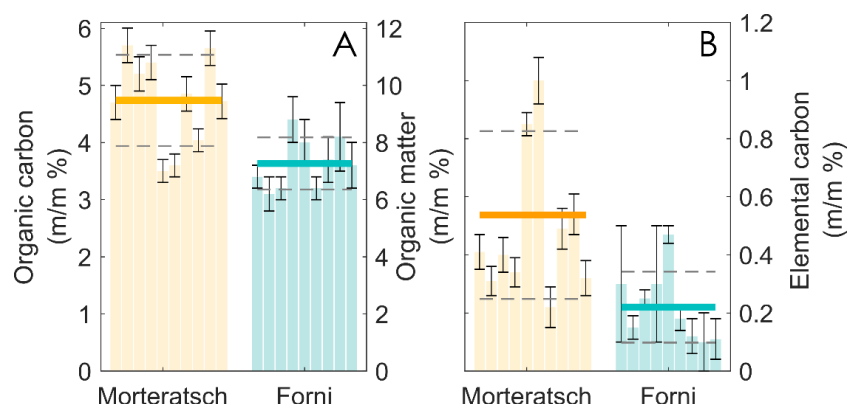 A
Organic carbon
(m/m %)
6
5
4
3
2
1
0
12
10
8
6
4
2
0
Organic matter
(m/m %)
Morteratsch Forni
B
1.2
1
0.8
0.6
0.4
0.2
0
Elemental carbon
(m/m %)
Morteratsch Forni